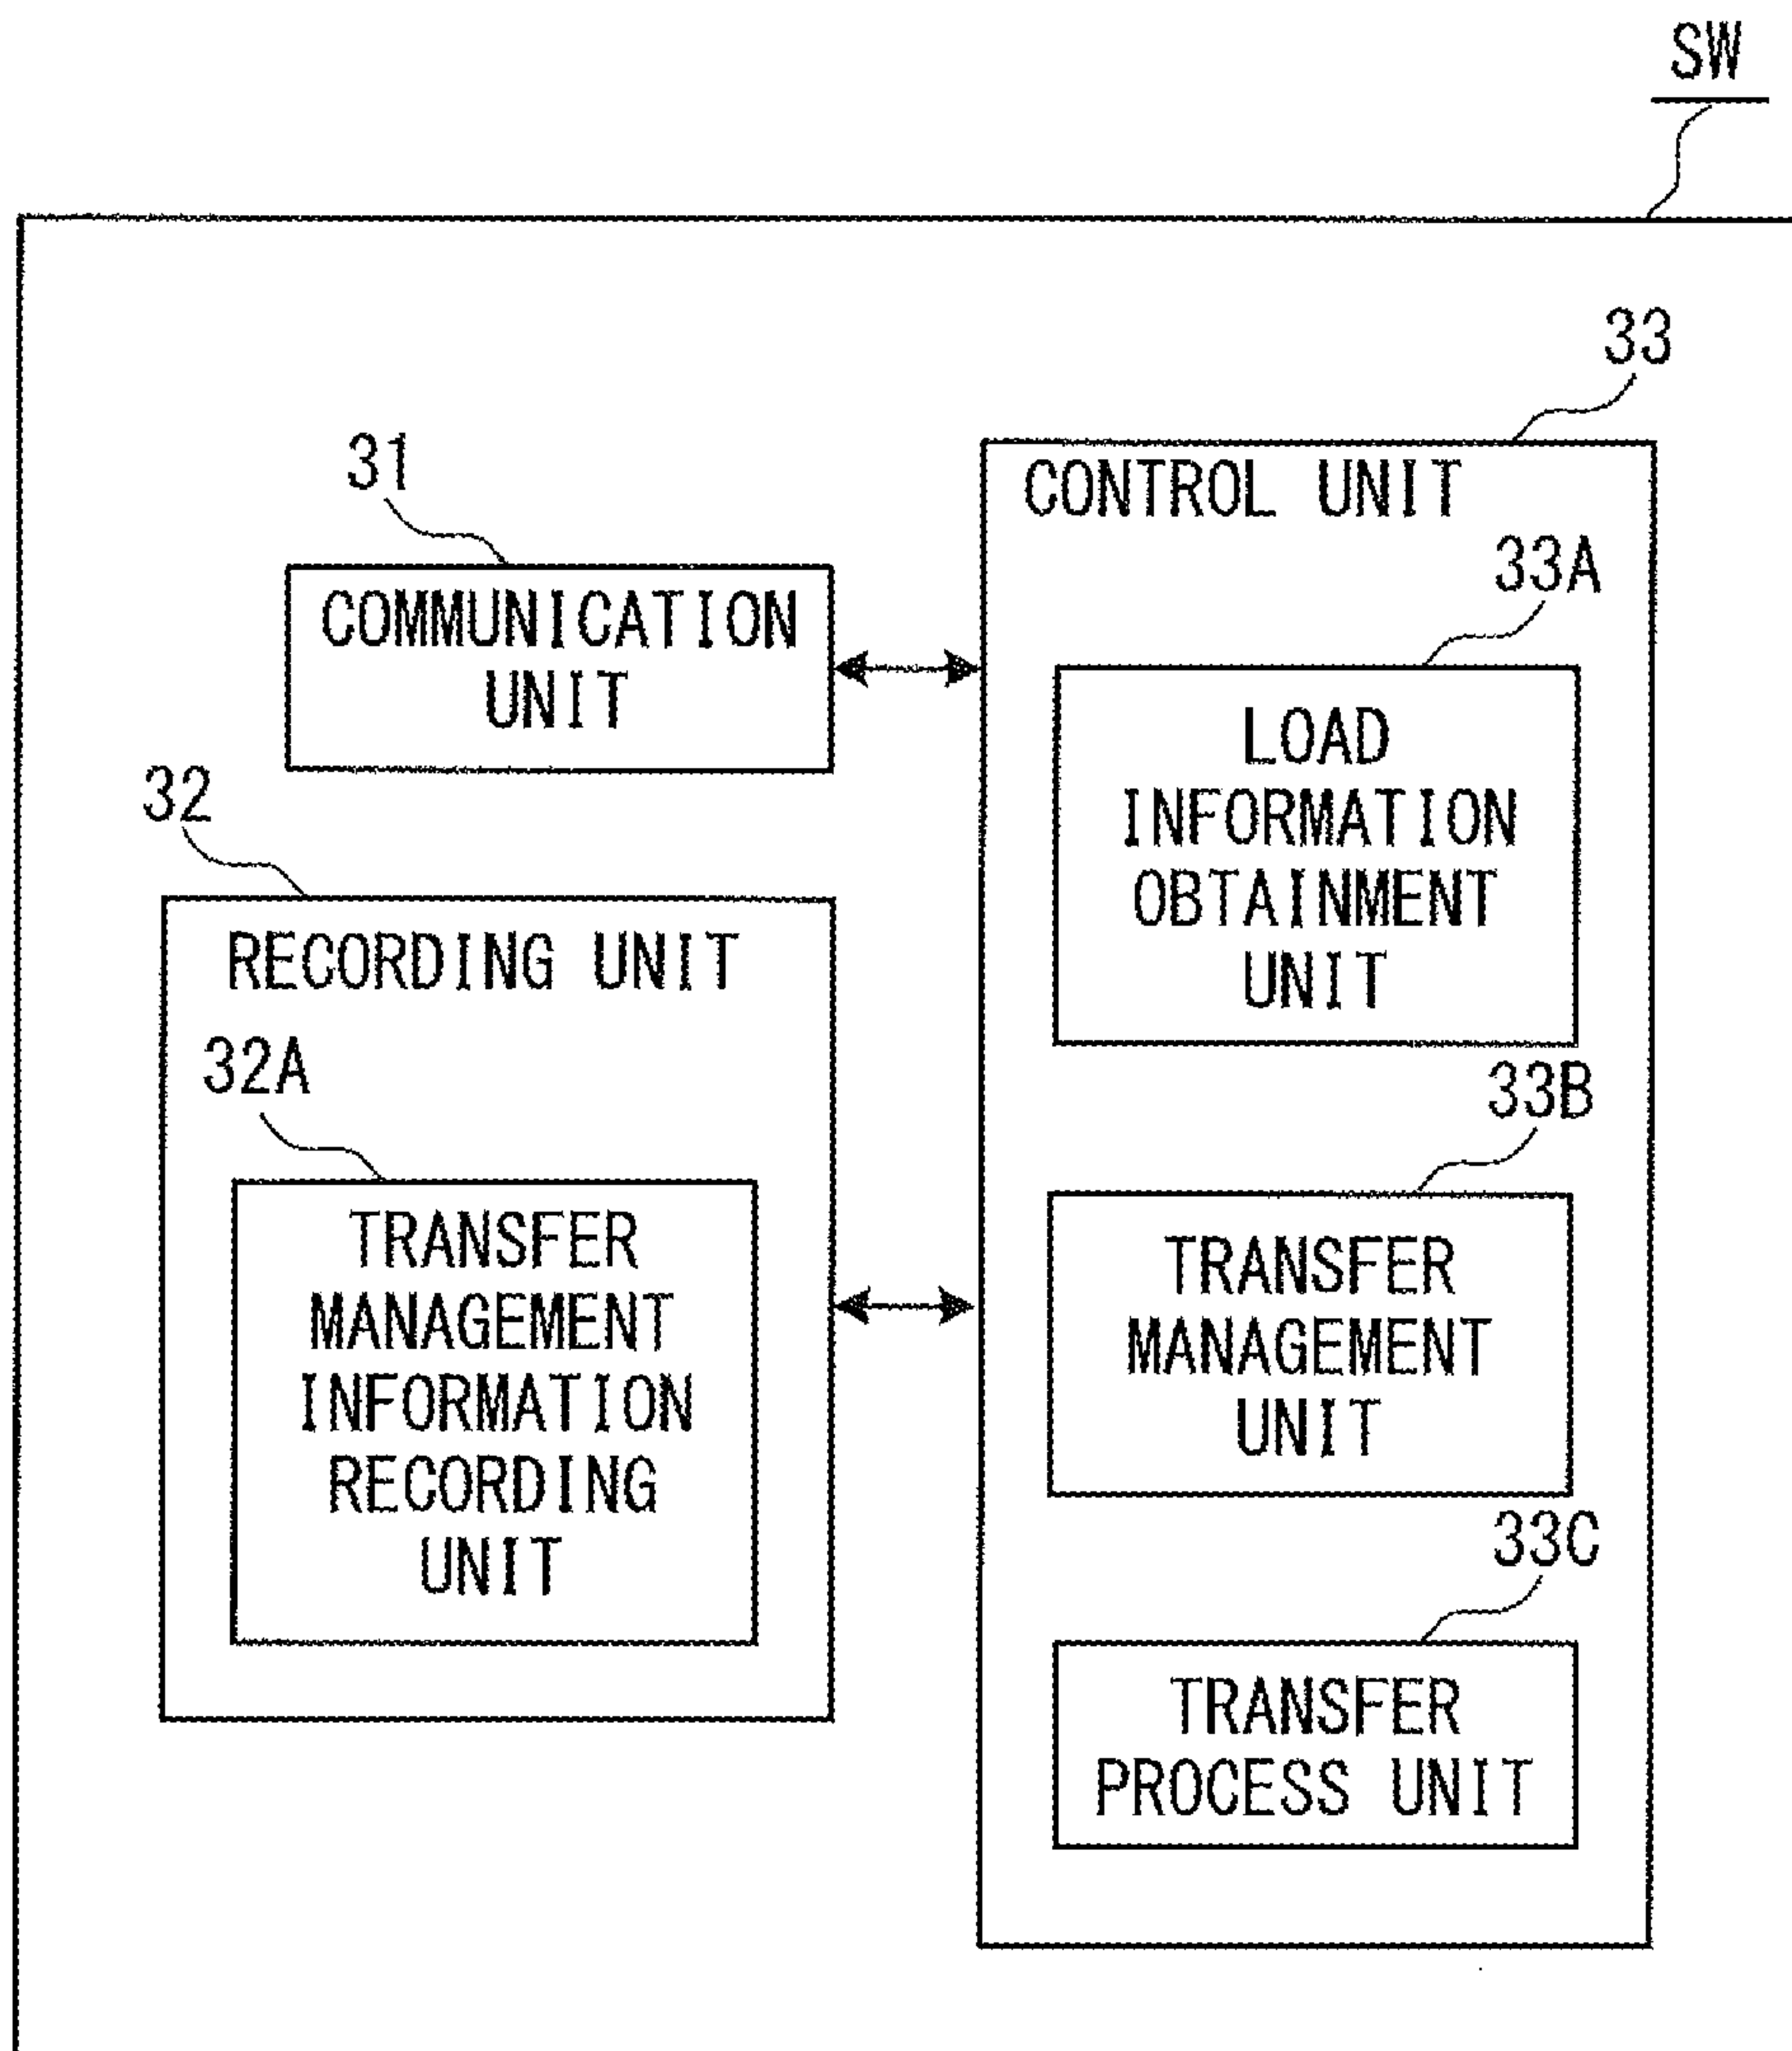 SW
33
CONTROL UNIT
31
COMMUNICATION
UNIT
33A
LOAD
INFORMATION
OBTAINMENT
UNIT
32
RECORDING UNIT
32A
TRANSFER
MANAGEMENT
INFORMATION
RECORDING
UNIT
33B
TRANSFER
MANAGEMENT
UNIT
33C
TRANSFER
PROCESS UNIT